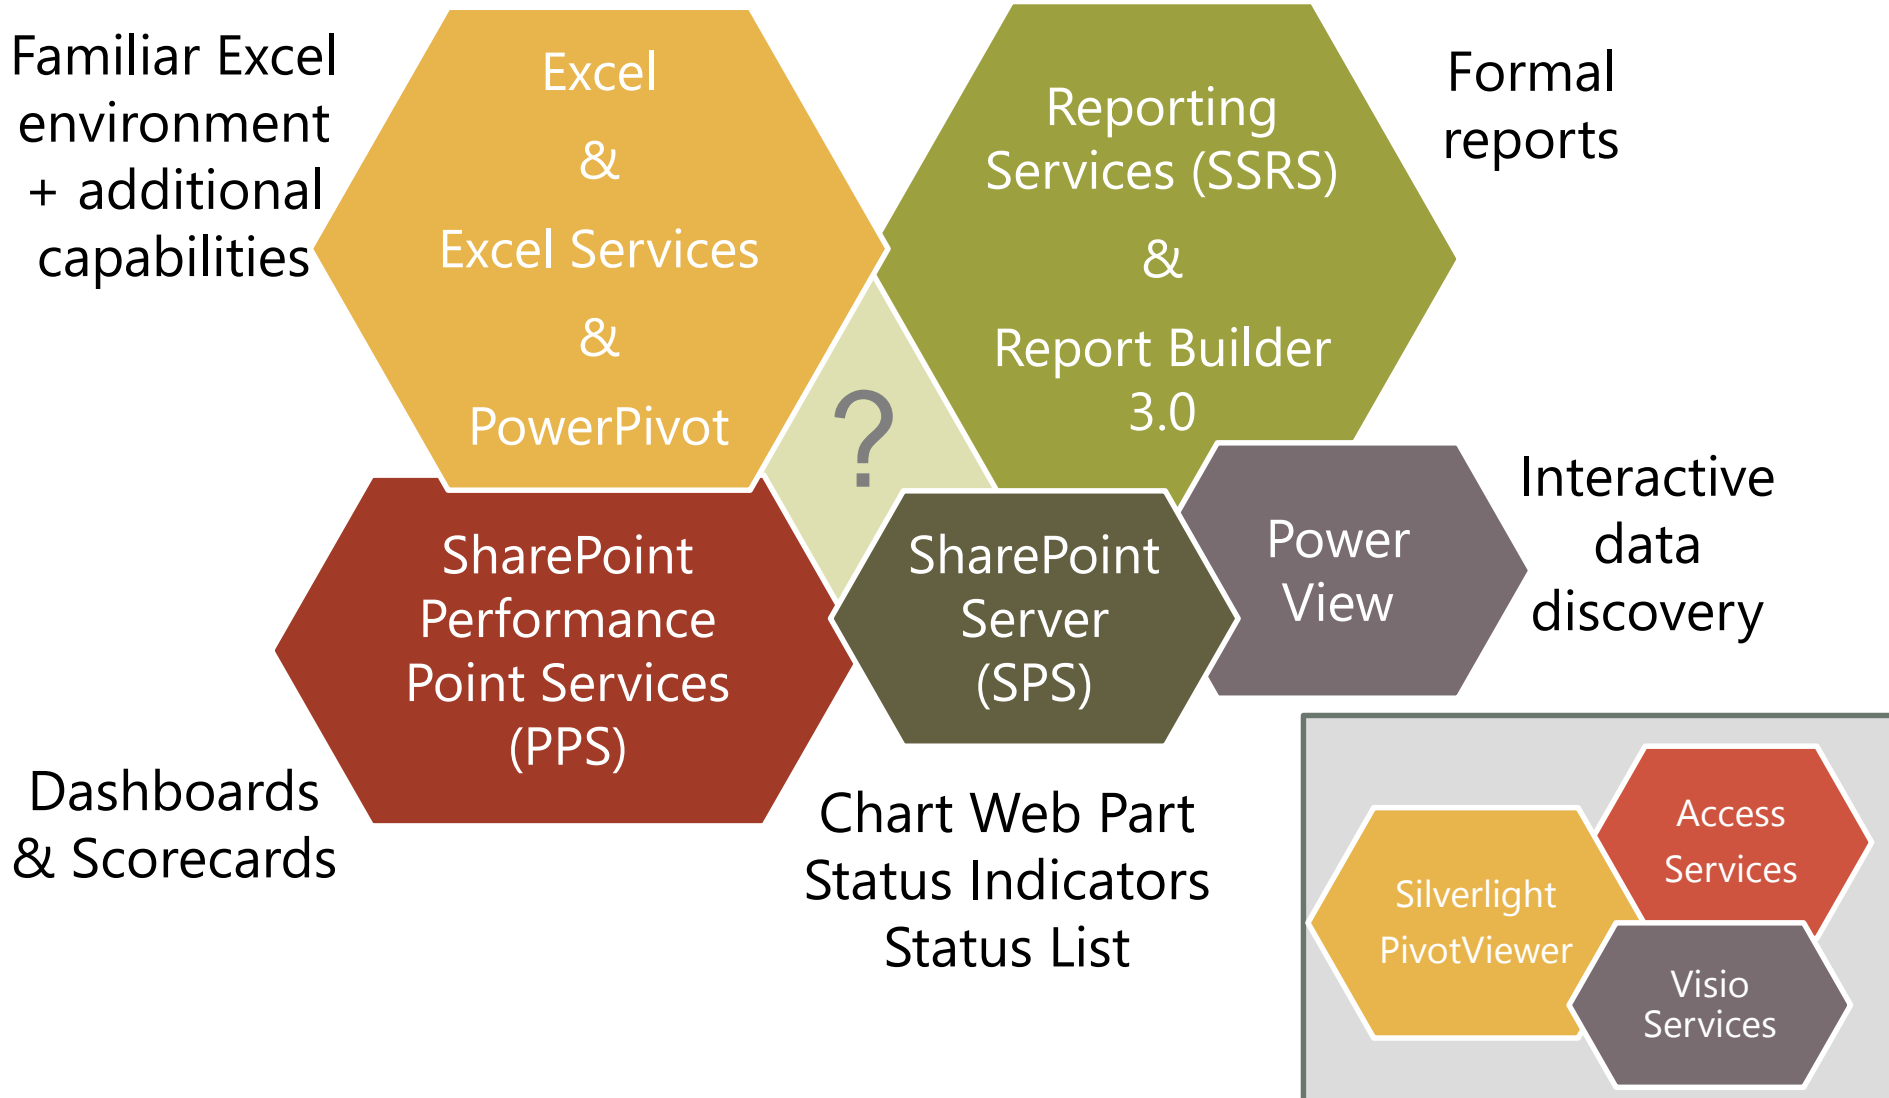 Familiar Excel
environment
+ additional
capabilities
Excel
&
Excel Services
&
PowerPivot
Reporting
Services (SSRS)
&
Report Builder
3.0
Formal
reports
?
SharePoint
Performance
Point Services
(PPS)
SharePoint
Server
(SPS)
Power
View
Interactive
data
discovery
Dashboards
& Scorecards
Chart Web Part
Status Indicators
Status List
Silverlight
PivotViewer
Access
Services
Visio
Services